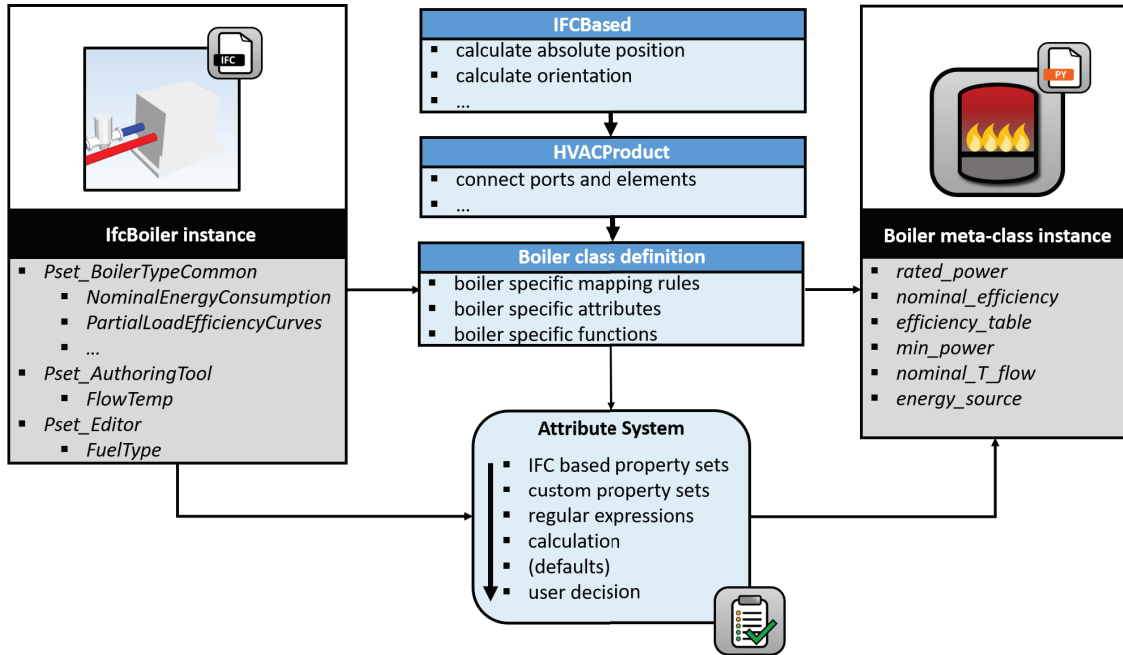 IFC
IfcBoiler instance
Pset_BoilerTypeCommon
NominalEnergyConsumption
PartialLoadEfficiencyCurves
...
Pset_AuthoringTool
FlowTemp
Pset_Editor
FuelType
IFCBased
calculate absolute position
calculate orientation
...
HVACProduct
connect ports and elements
...
Boiler class definition
boiler specific mapping rules
boiler specific attributes
boiler specific functions
Attribute System
IFC based property sets
custom property sets
regular expressions
calculation
(defaults)
user decision
PY
Boiler meta-class instance
rated_power
nominal_efficiency
efficiency_table
min_power
nominal_T_flow
energy_source